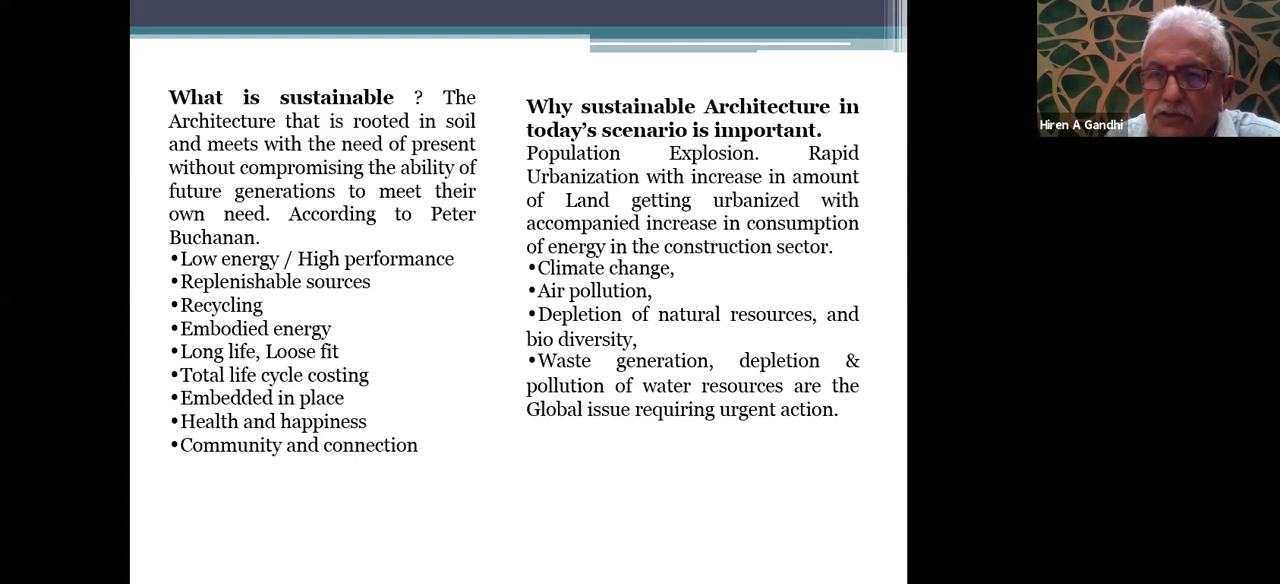 What is sustainable ? The
Architecture that is rooted in soil
and meets with the need of present
without compromising the ability of
future generations to meet their
own need. According to Peter
Buchanan.
•Low energy / High performance
•Replenishable sources
•Recycling
•Embodied energy
•Long life, Loose fit
•Total life cycle costing
•Embedded in place
•Health and happiness
•Community and connection
Why sustainable Architecture in
today's scenario is important.
Population Explosion. Rapid
Urbanization with increase in amount
of Land getting urbanized with
accompanied increase in consumption
of energy in the construction sector.
•Climate change,
•Air pollution,
•Depletion of natural resources, and
bio diversity,
•Waste generation, depletion &
pollution of water resources are the
Global issue requiring urgent action.
Hiren A Gandhi